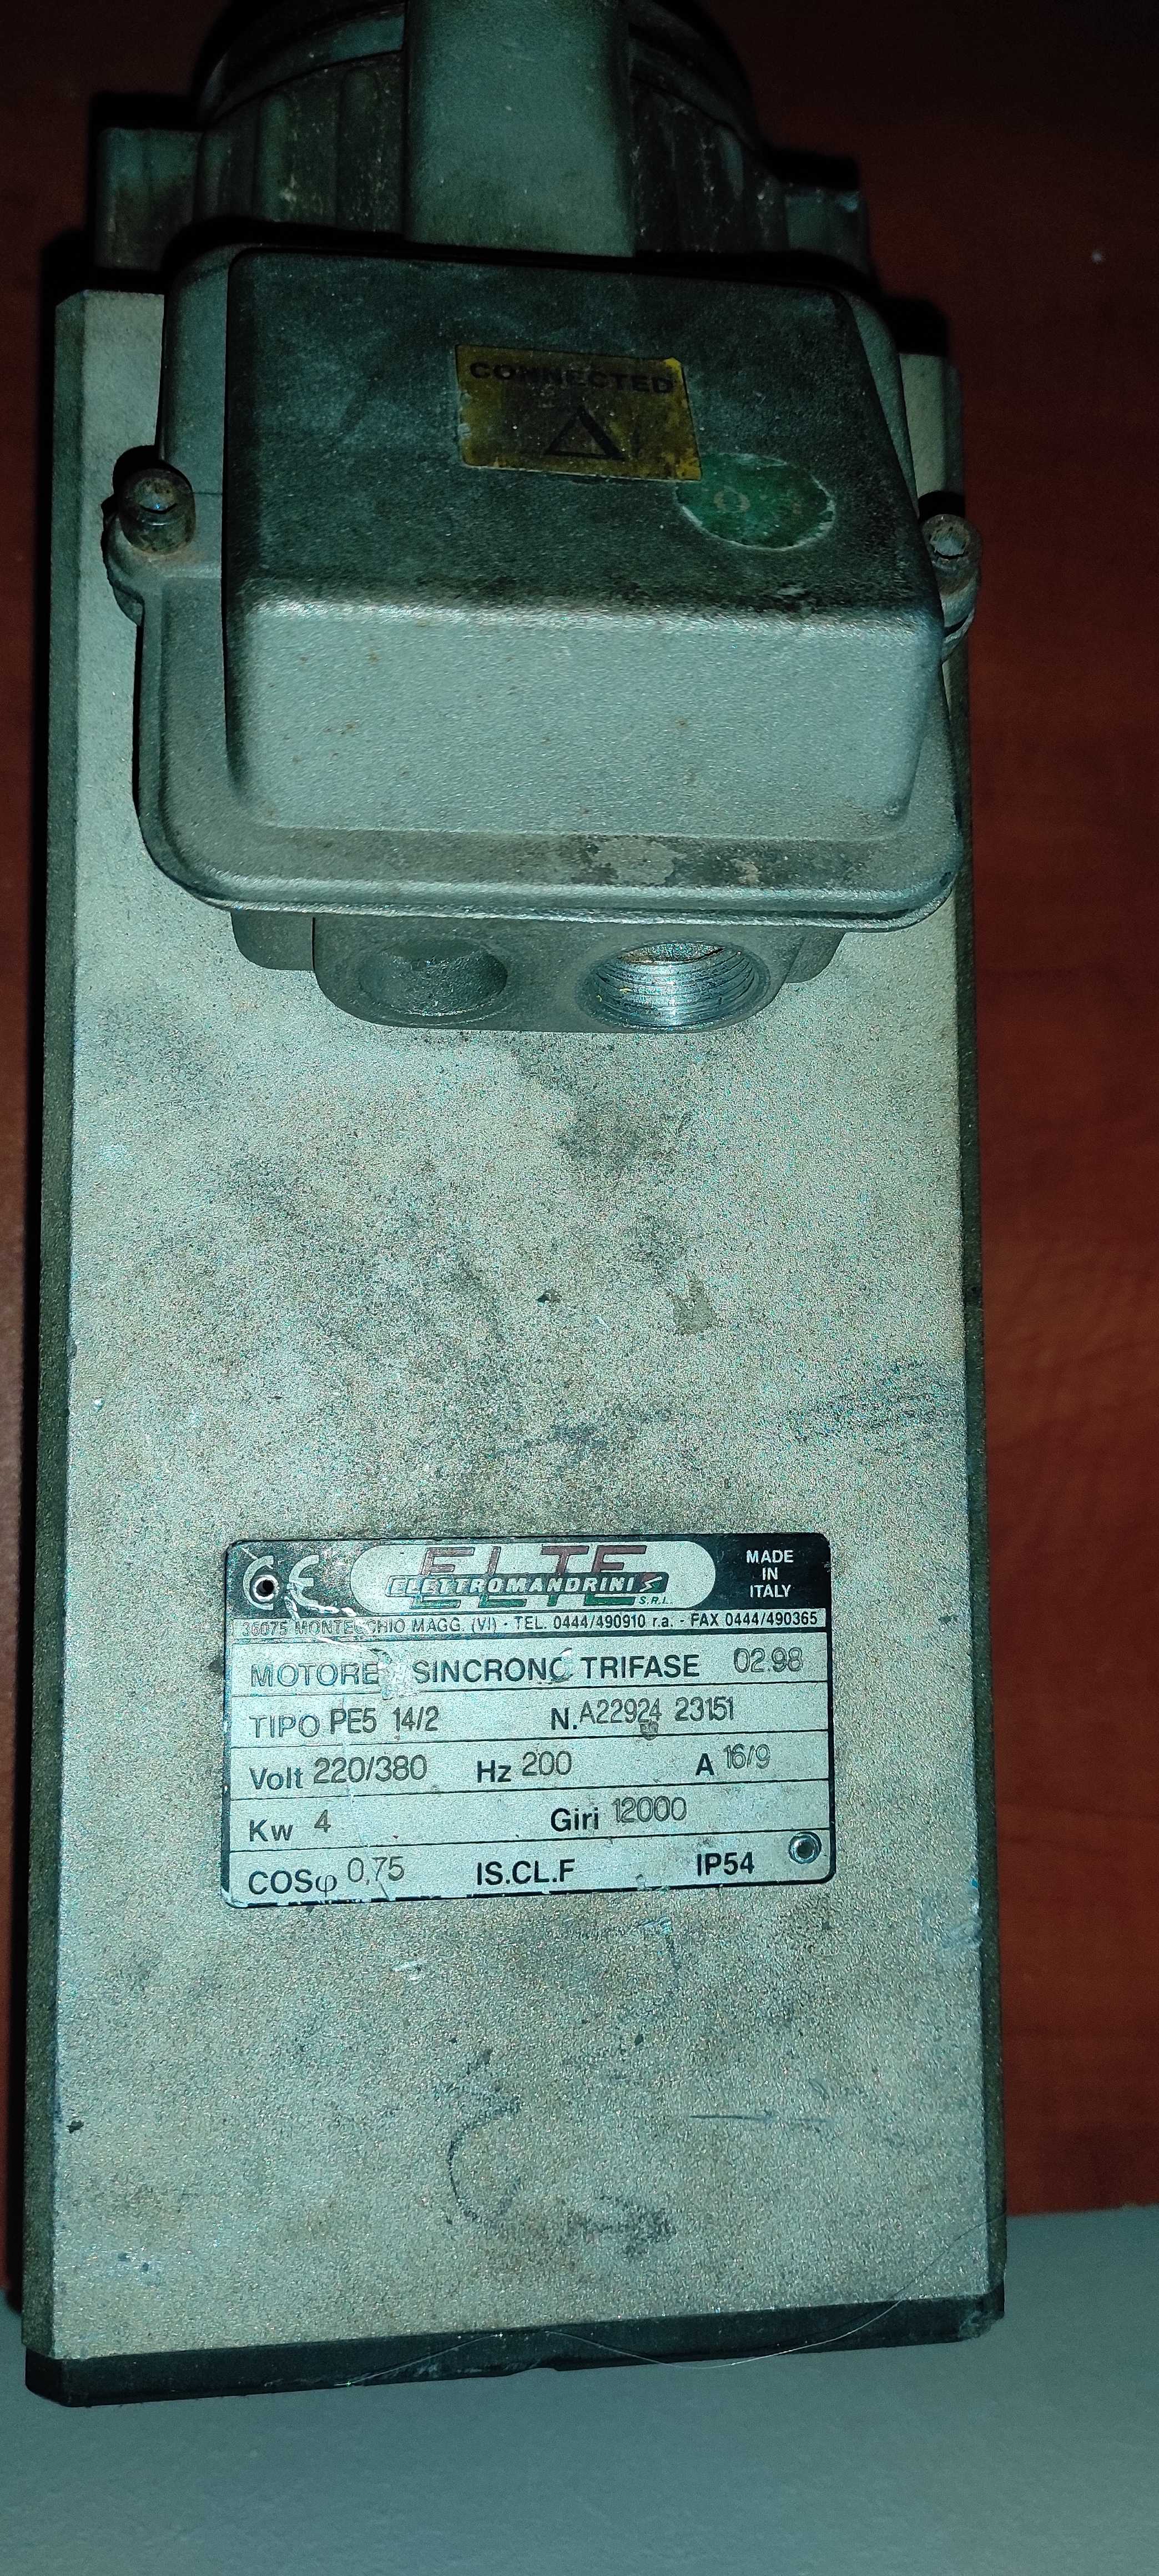 CONNECTED
Δ
CE ELTE
ELETTROMANDRINI
S.R.L.
MADE
IN
ITALY
36075 MONTECCHIO MAGG. (VI) - TEL. 0444/490910 r.a. - FAX 0444/490365
MOTORE ASINCRONO TRIFASE 02.98
TIPO PE5 14/2 N. A22924 23151
Volt 220/380 Hz 200 A 16/9
Kw 4 Giri 12000
COSφ 0,75 IS.CL.F IP54